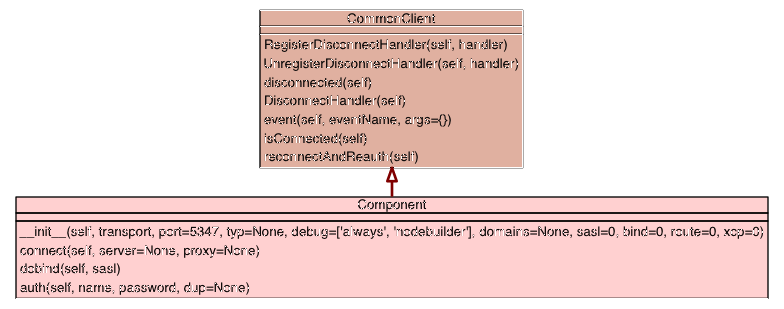 CommonClient
RegisterDisconnectHandler(self, handler)
UnregisterDisconnectHandler(self, handler)
disconnected(self)
DisconnectHandler(self)
event(self, eventName, args={})
isConnected(self)
reconnectAndReauth(self)
Component
__init__(self, transport, port=5347, typ=None, debug=['always', 'nodebuilder'], domains=None, sasl=0, bind=0, route=0, xcp=0)
connect(self, server=None, proxy=None)
dobind(self, sasl)
auth(self, name, password, dup=None)